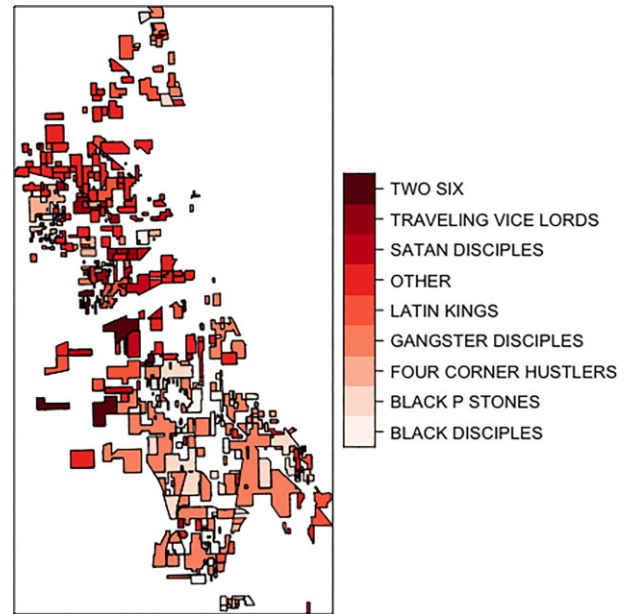 TWO SIX
TRAVELING VICE LORDS
SATAN DISCIPLES
OTHER
LATIN KINGS
GANGSTER DISCIPLES
FOUR CORNER HUSTLERS
BLACK P STONES
BLACK DISCIPLES